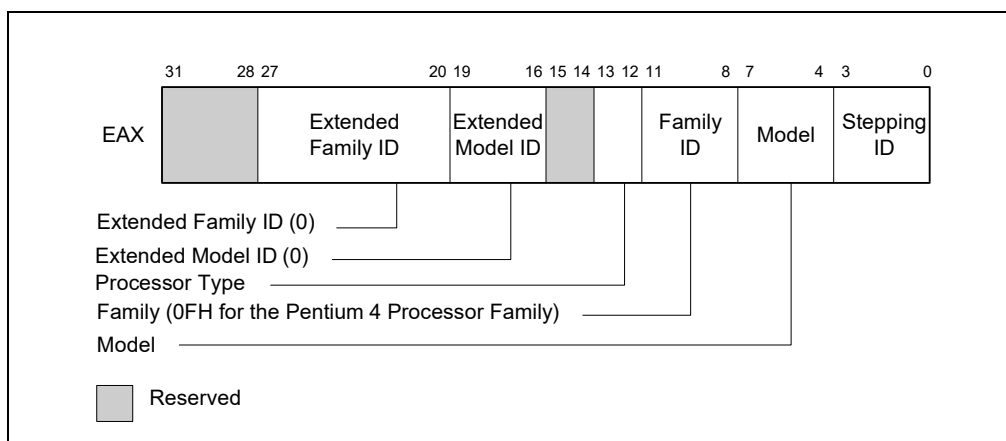 31 28 27 20 19 16 15 14 13 12 11 8 7 4 3 0
EAX
Extended Family ID
Extended Model ID
Family ID
Model
Stepping ID
Extended Family ID (0)
Extended Model ID (0)
Processor Type
Family (0FH for the Pentium 4 Processor Family)
Model
Reserved